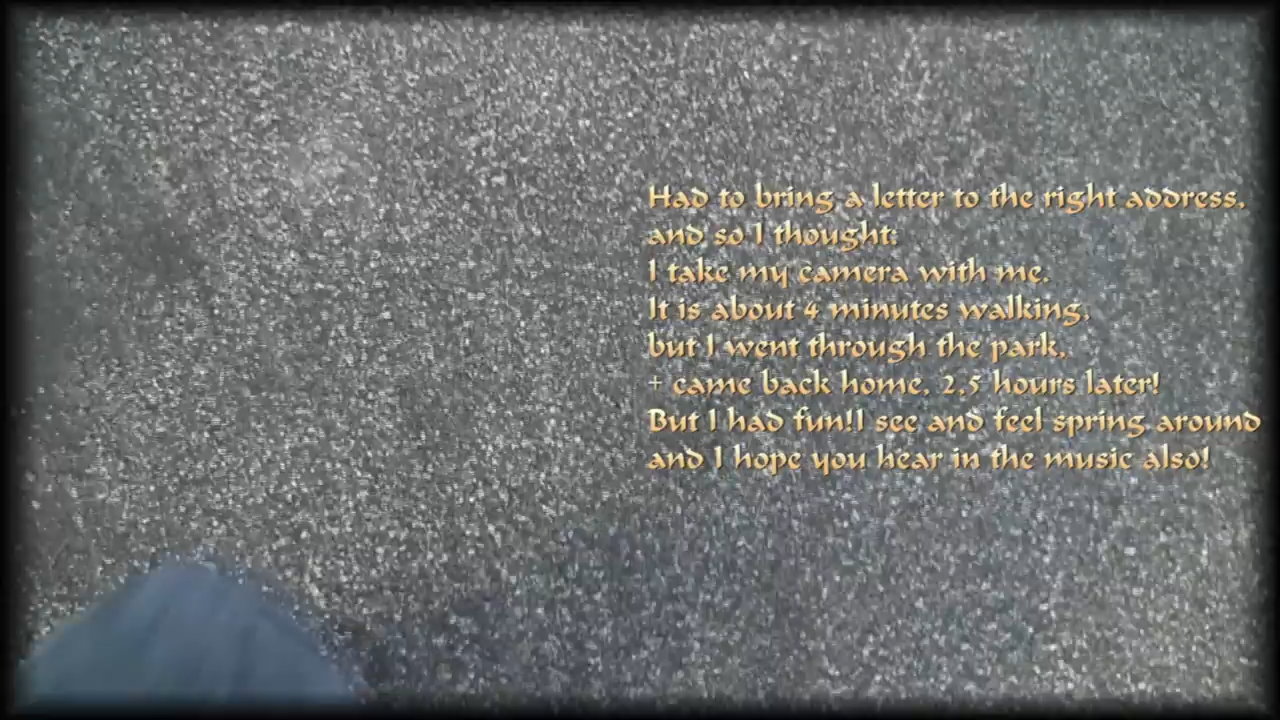 Had to bring a letter to the right address,
and so I thought:
I take my camera with me.
It is about 4 minutes walking,
but I went through the park,
+ came back home, 2,5 hours later!
But I had fun!I see and feel spring around
and I hope you hear in the music also!